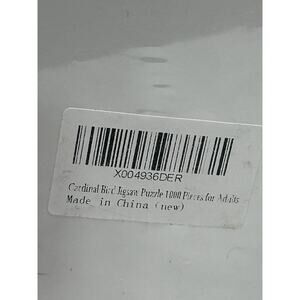 X004936DER
Cardinal Bird Jigsaw Puzzle 1000 Pieces for Adults
Made in China (new)